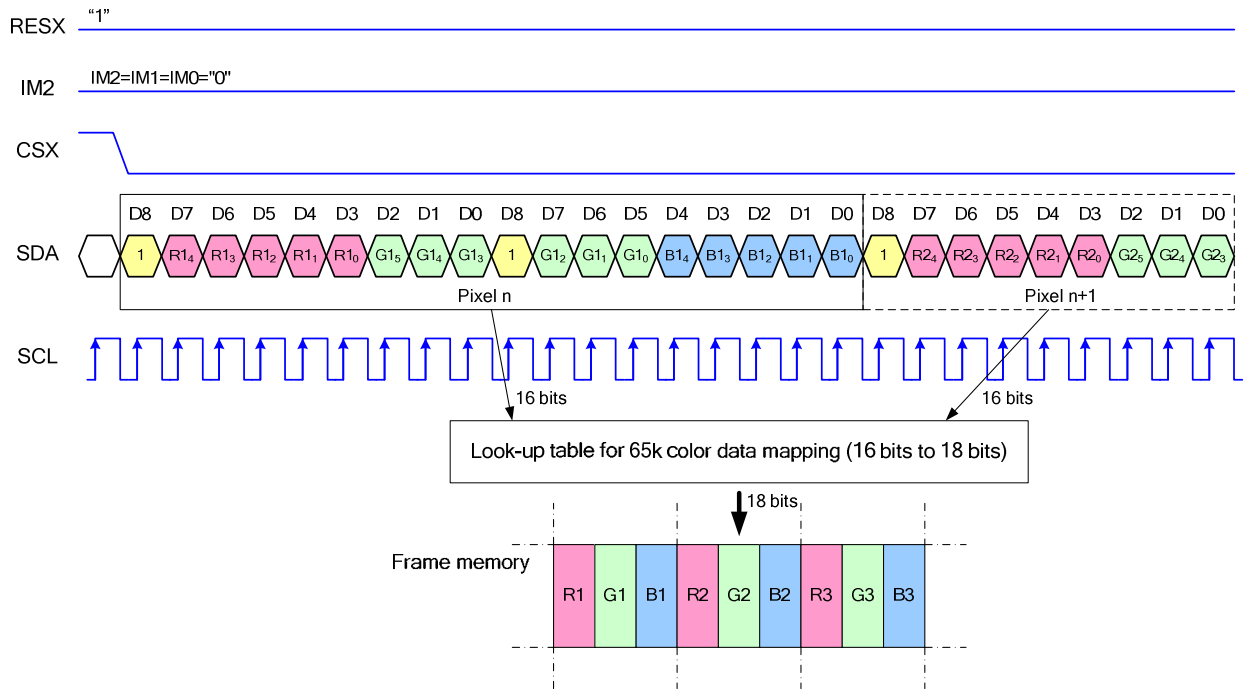 RESX "1"
IM2 IM2=IM1=IM0="0"
CSX
D8 D7 D6 D5 D4 D3 D2 D1 D0 D8 D7 D6 D5 D4 D3 D2 D1 D0 D8 D7 D6 D5 D4 D3 D2 D1 D0
SDA 1 R1₄ R1₃ R1₂ R1₁ R1₀ G1₅ G1₄ G1₃ 1 G1₂ G1₁ G1₀ B1₄ B1₃ B1₂ B1₁ B1₀ 1 R2₄ R2₃ R2₂ R2₁ R2₀ G2₅ G2₄ G2₃
Pixel n Pixel n+1
SCL
16 bits 16 bits
Look-up table for 65k color data mapping (16 bits to 18 bits)
18 bits
Frame memory
R1 G1 B1 R2 G2 B2 R3 G3 B3